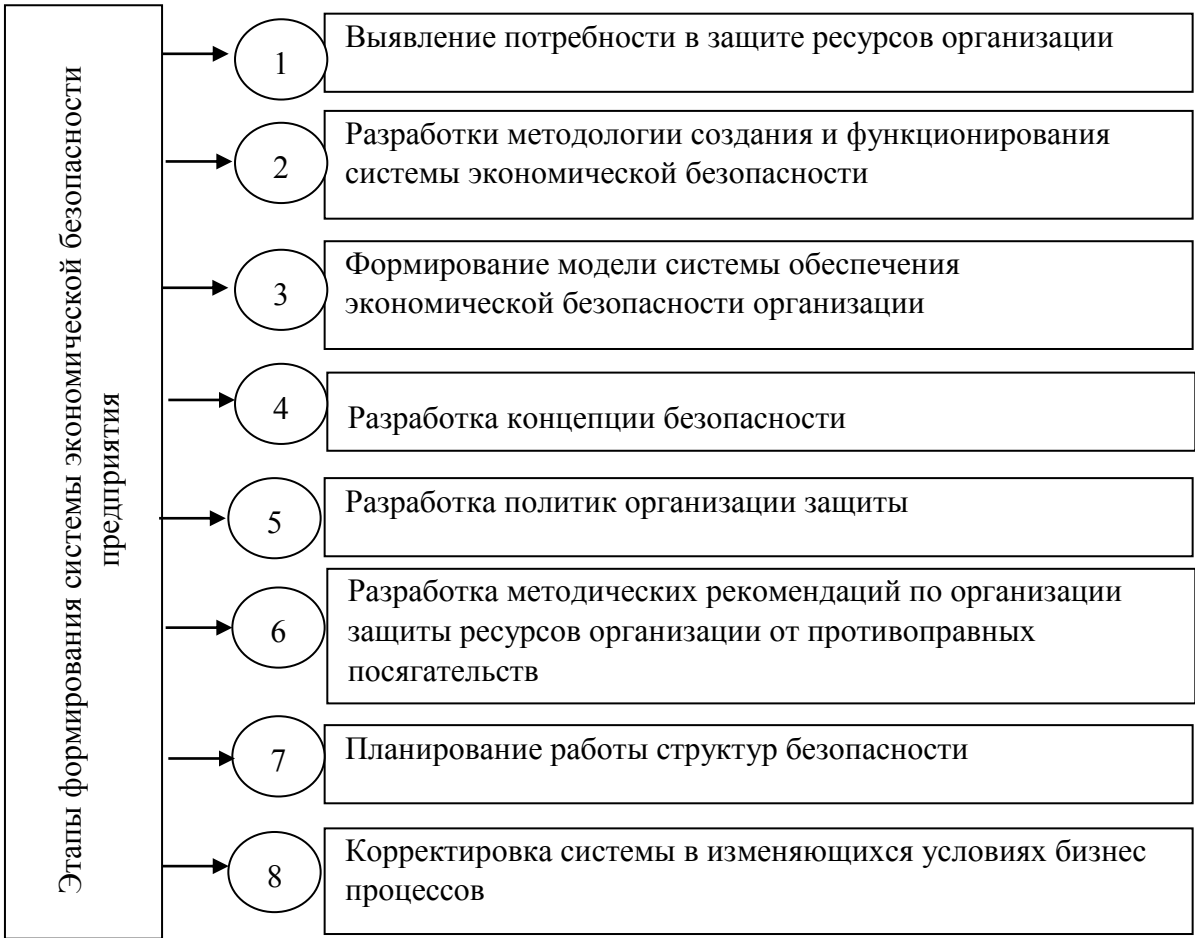 Этапы формирования системы экономической безопасности
предприятия
1
Выявление потребности в защите ресурсов организации
2
Разработки методологии создания и функционирования
системы экономической безопасности
3
Формирование модели системы обеспечения
экономической безопасности организации
4
Разработка концепции безопасности
5
Разработка политик организации защиты
6
Разработка методических рекомендаций по организации
защиты ресурсов организации от противоправных
посягательств
7
Планирование работы структур безопасности
8
Корректировка системы в изменяющихся условиях бизнес
процессов